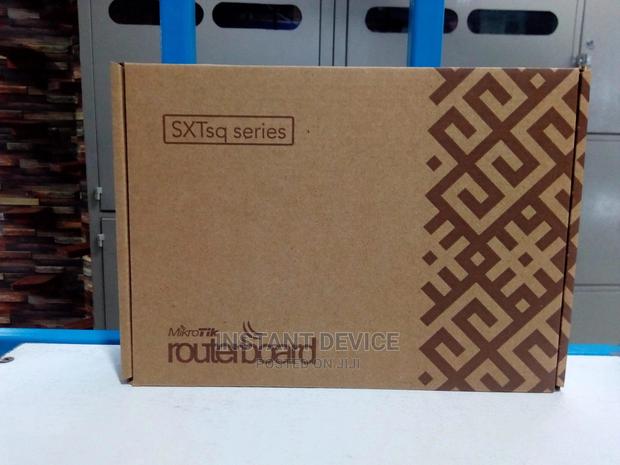 SXTsq series
MikroTik
routerboard
INSTANT DEVICE
POSTED ON JIJI